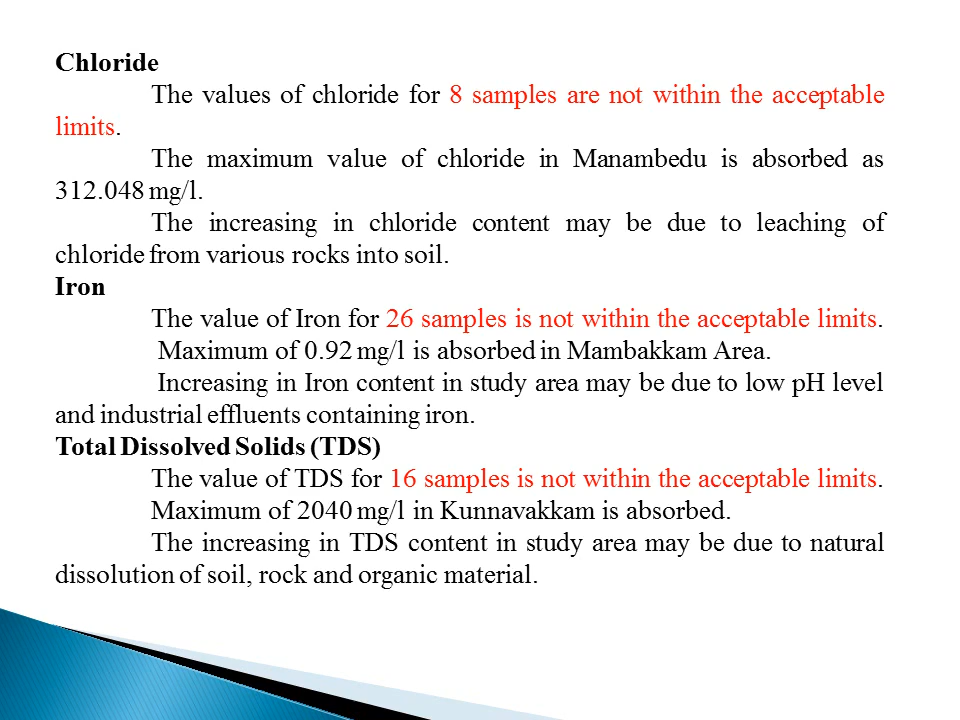 Chloride
The values of chloride for 8 samples are not within the acceptable
limits.
The maximum value of chloride in Manambedu is absorbed as
312.048 mg/l.
The increasing in chloride content may be due to leaching of
chloride from various rocks into soil.
Iron
The value of Iron for 26 samples is not within the acceptable limits.
Maximum of 0.92 mg/l is absorbed in Mambakkam Area.
Increasing in Iron content in study area may be due to low pH level
and industrial effluents containing iron.
Total Dissolved Solids (TDS)
The value of TDS for 16 samples is not within the acceptable limits.
Maximum of 2040 mg/l in Kunnavakkam is absorbed.
The increasing in TDS content in study area may be due to natural
dissolution of soil, rock and organic material.